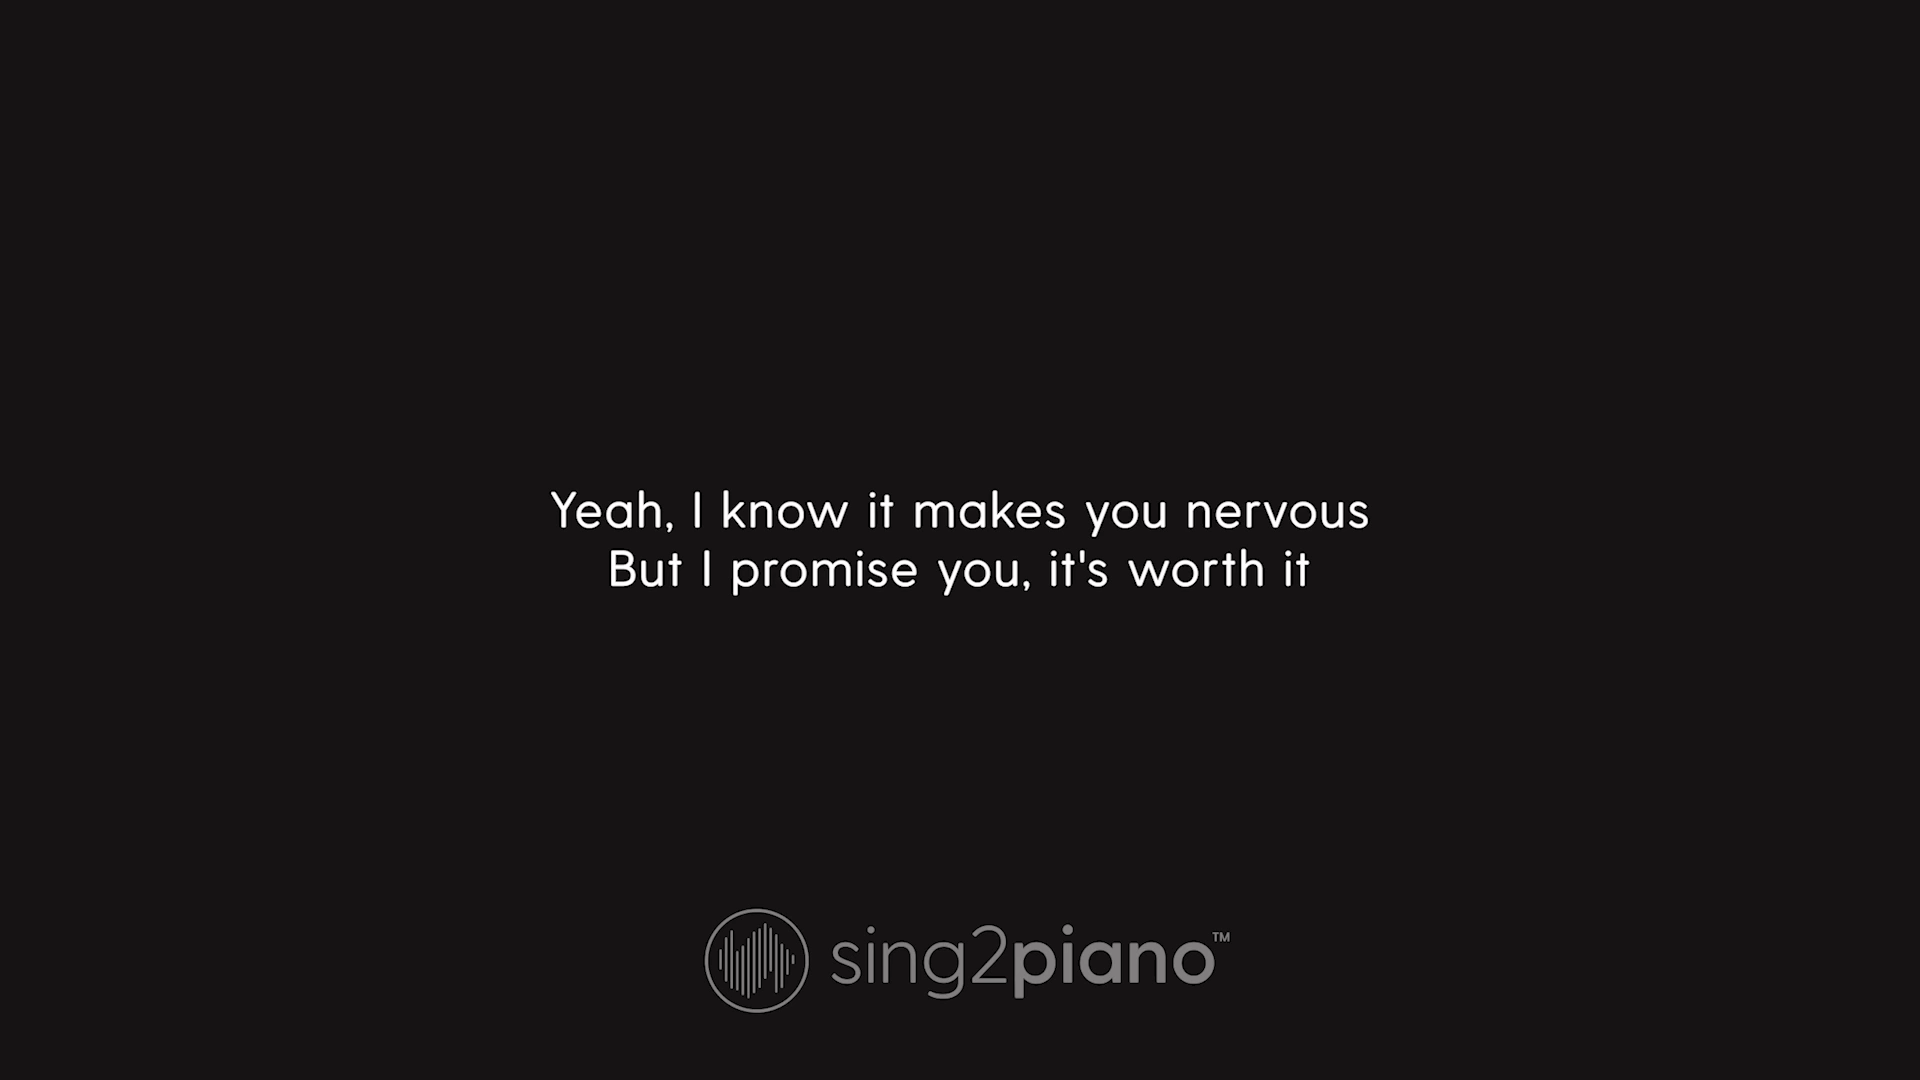 Yeah, I know it makes you nervous
But I promise you, it's worth it
sing2piano™